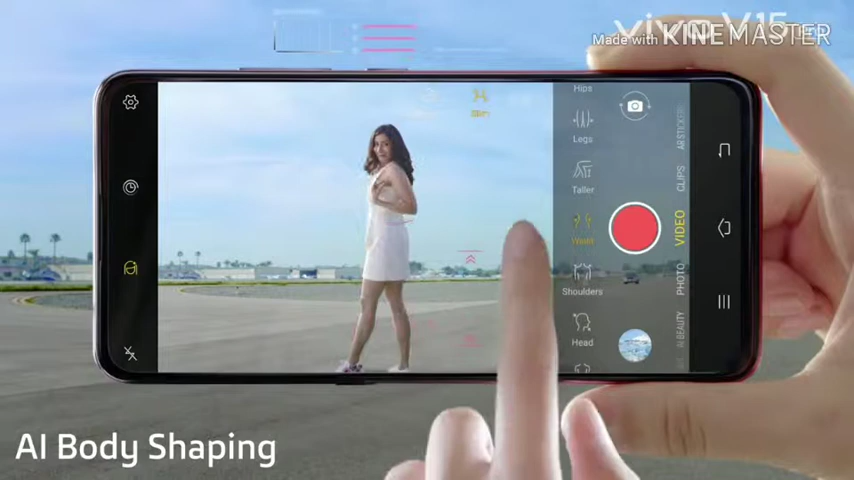 vivo V15
Made with KINEMASTER
Hips
Legs
Taller
Waist
Shoulders
Head
AR STICKERS
CLIPS
VIDEO
PHOTO
AI BEAUTY
AI Body Shaping